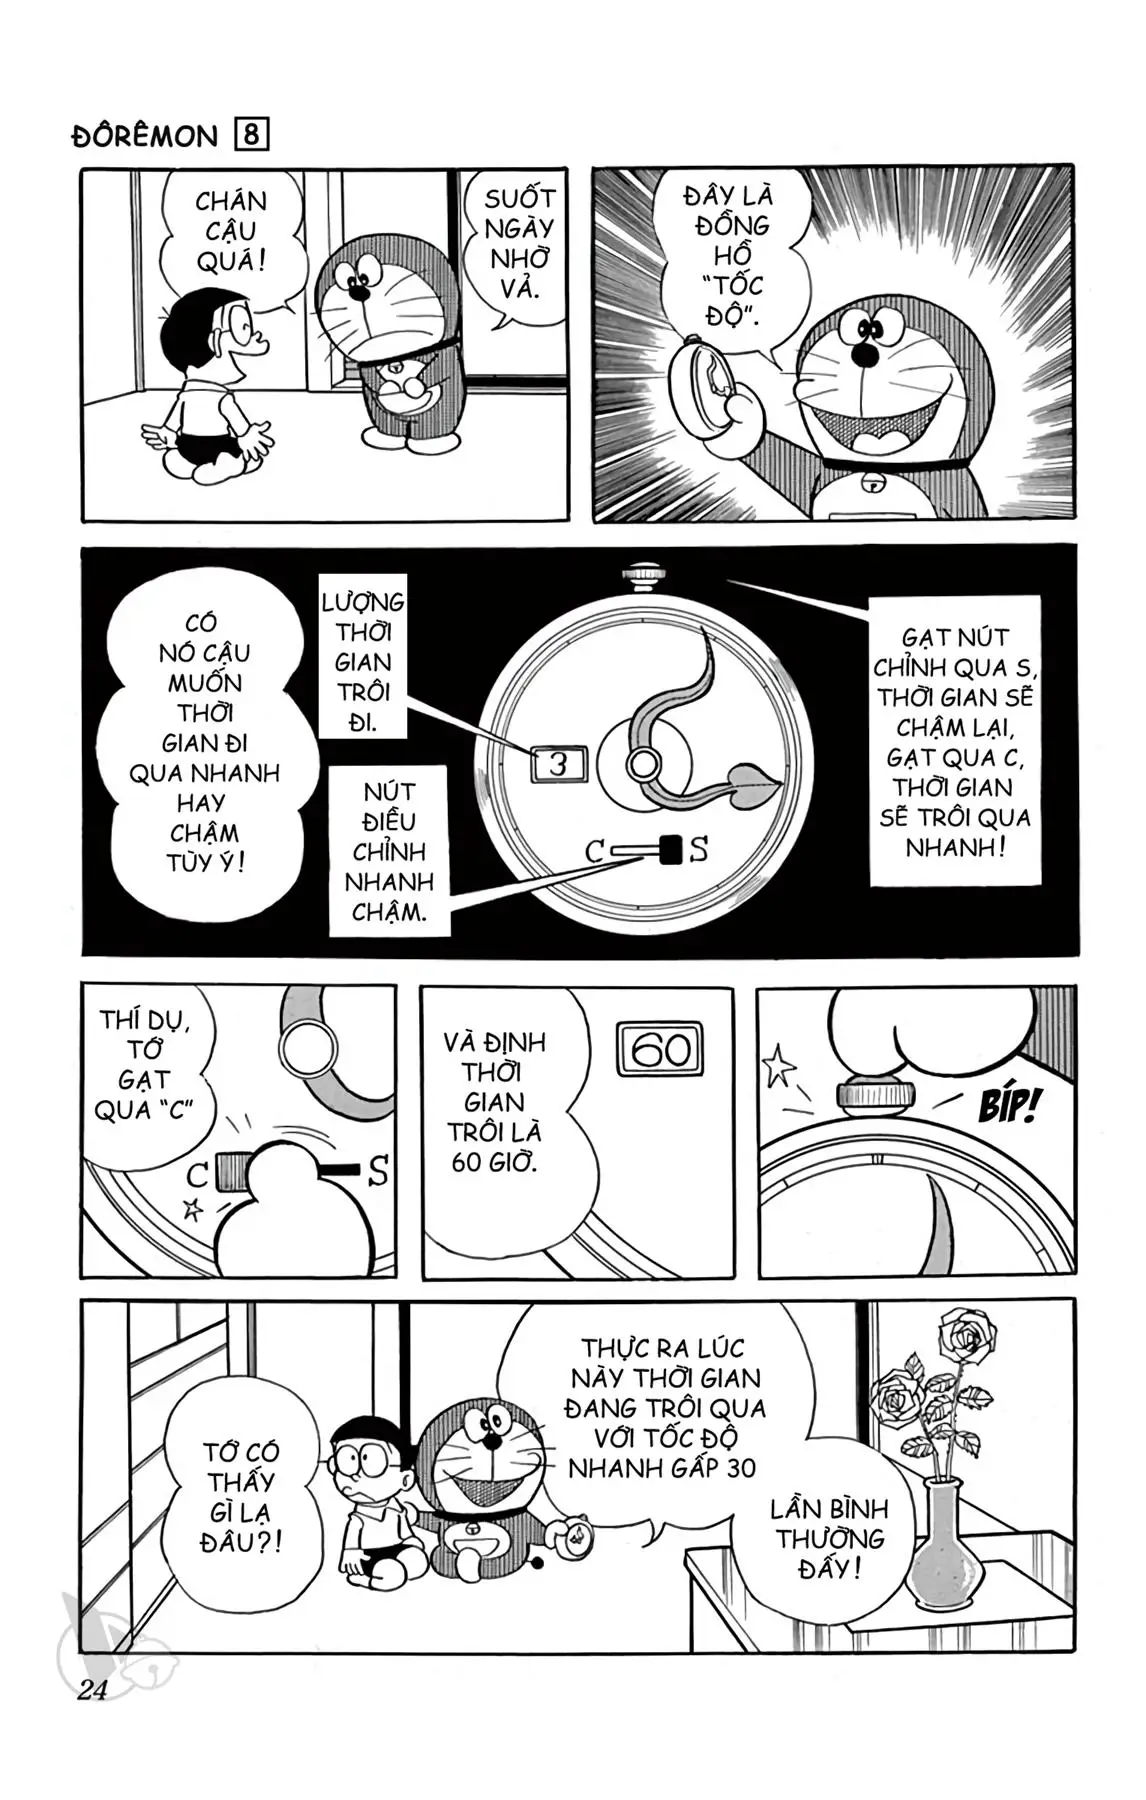 ĐÔRÊMON 8
CHÁN
CẬU
QUÁ!
SUỐT
NGÀY
NHỜ
VẢ.
ĐÂY LÀ
ĐỒNG
HỒ
"TỐC
ĐỘ".
CÓ
NÓ CẬU
MUỐN
THỜI
GIAN ĐI
QUA NHANH
HAY
CHẬM
TÙY Ý!
LƯỢNG
THỜI
GIAN
TRÔI
ĐI.
3
NÚT
ĐIỀU
CHỈNH
NHANH
CHẬM.
C S
GẠT NÚT
CHỈNH QUA S,
THỜI GIAN SẼ
CHẬM LẠI,
GẠT QUA C,
THỜI GIAN
SẼ TRÔI QUA
NHANH!
THÍ DỤ,
TỚ
GẠT
QUA "C"
C S
VÀ ĐỊNH
THỜI
GIAN
TRÔI LÀ
60 GIỜ.
60
BÍP!
TỚ CÓ
THẤY
GÌ LẠ
ĐÂU?!
THỰC RA LÚC
NÀY THỜI GIAN
ĐANG TRÔI QUA
VỚI TỐC ĐỘ
NHANH GẤP 30
LẦN BÌNH
THƯỜNG
ĐẤY!
24